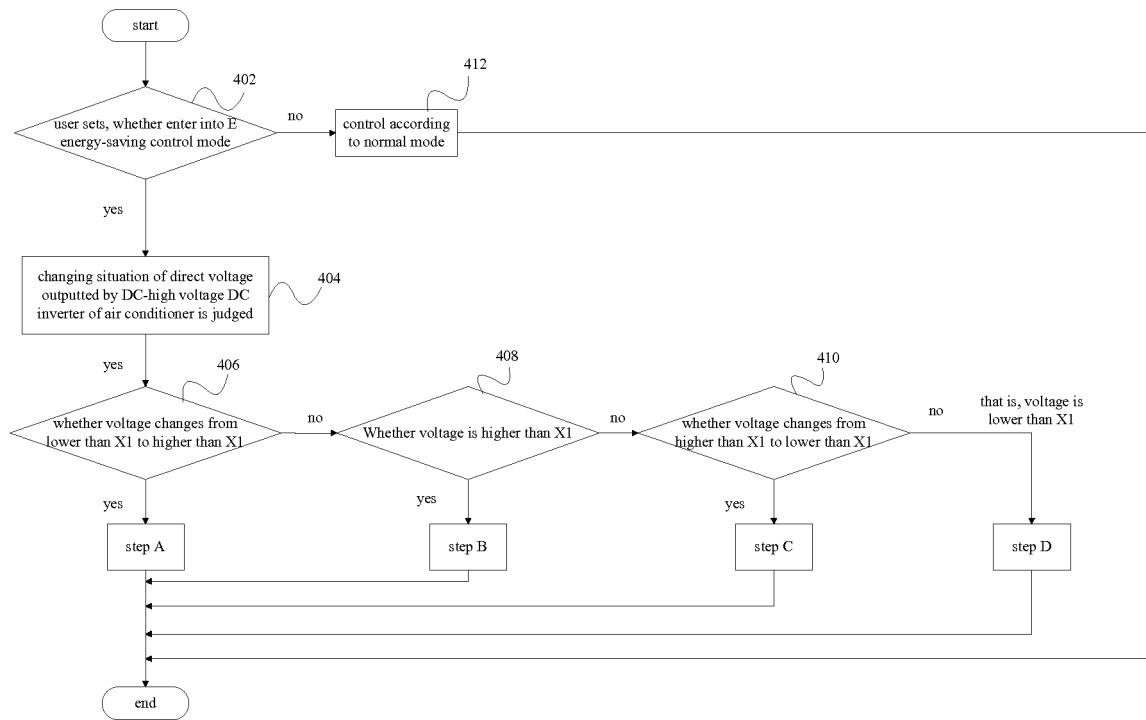 start
402
user sets, whether enter into E
energy-saving control mode
no
412
control according
to normal mode
yes
changing situation of direct voltage
outputted by DC-high voltage DC
inverter of air conditioner is judged
404
yes
406
whether voltage changes from
lower than X1 to higher than X1
no
408
Whether voltage is higher than X1
no
410
whether voltage changes from
higher than X1 to lower than X1
no
that is, voltage is
lower than X1
yes
yes
yes
step A
step B
step C
step D
end